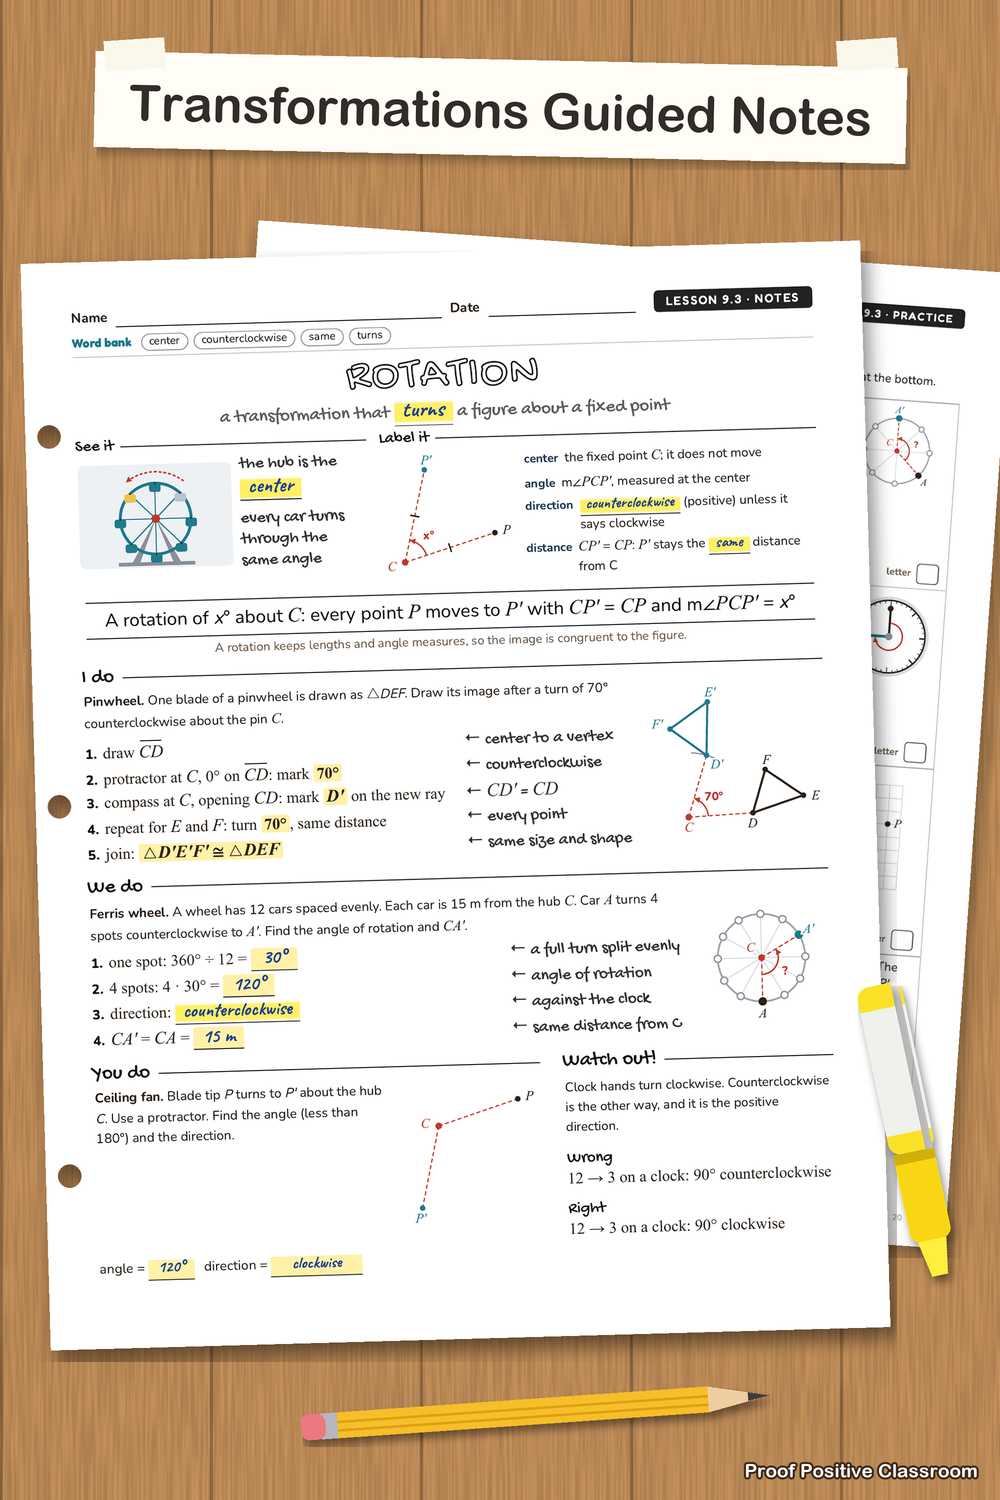 Transformations Guided Notes
Name Date LESSON 9.3 · NOTES
Word bank center counterclockwise same turns
ROTATION
a transformation that turns a figure about a fixed point
See it
the hub is the
center
every car turns
through the
same angle
Label it
P'
x°
P
C
center the fixed point C; it does not move
angle m∠PCP', measured at the center
direction counterclockwise (positive) unless it
says clockwise
distance CP' = CP: P' stays the same distance
from C
A rotation of x° about C: every point P moves to P' with CP' = CP and m∠PCP' = x°
A rotation keeps lengths and angle measures, so the image is congruent to the figure.
I do
Pinwheel. One blade of a pinwheel is drawn as △DEF. Draw its image after a turn of 70°
counterclockwise about the pin C.
1. draw C̅D̅ ← center to a vertex
2. protractor at C, 0° on C̅D̅: mark 70° ← counterclockwise
3. compass at C, opening CD: mark D' on the new ray ← CD' = CD
4. repeat for E and F: turn 70°, same distance ← every point
5. join: △D'E'F' ≅ △DEF ← same size and shape
E'
F'
D'
F
70°
E
C
D
We do
Ferris wheel. A wheel has 12 cars spaced evenly. Each car is 15 m from the hub C. Car A turns 4
spots counterclockwise to A'. Find the angle of rotation and CA'.
1. one spot: 360° ÷ 12 = 30° ← a full turn split evenly
2. 4 spots: 4 · 30° = 120° ← angle of rotation
3. direction: counterclockwise ← against the clock
4. CA' = CA = 15 m ← same distance from C
A'
C
?
A
You do
Ceiling fan. Blade tip P turns to P' about the hub
C. Use a protractor. Find the angle (less than
180°) and the direction.
P
C
P'
angle = 120° direction = clockwise
Watch out!
Clock hands turn clockwise. Counterclockwise
is the other way, and it is the positive
direction.
Wrong
12 → 3 on a clock: 90° counterclockwise
Right
12 → 3 on a clock: 90° clockwise
9.3 · PRACTICE
at the bottom.
A'
C
?
A
letter
letter
P
The
P'
20
Proof Positive Classroom